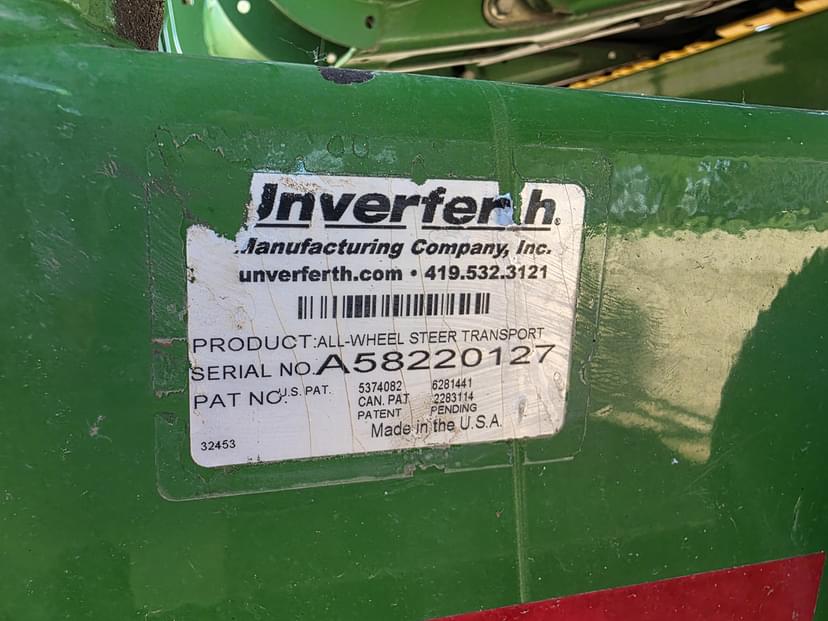 Unverferth®
Manufacturing Company, Inc.
unverferth.com • 419.532.3121
PRODUCT: ALL-WHEEL STEER TRANSPORT
SERIAL NO. A58220127
PAT NO. U.S. PAT. 5374082 6281441
CAN. PAT 2283114
PATENT PENDING
Made in the U.S.A.
32453